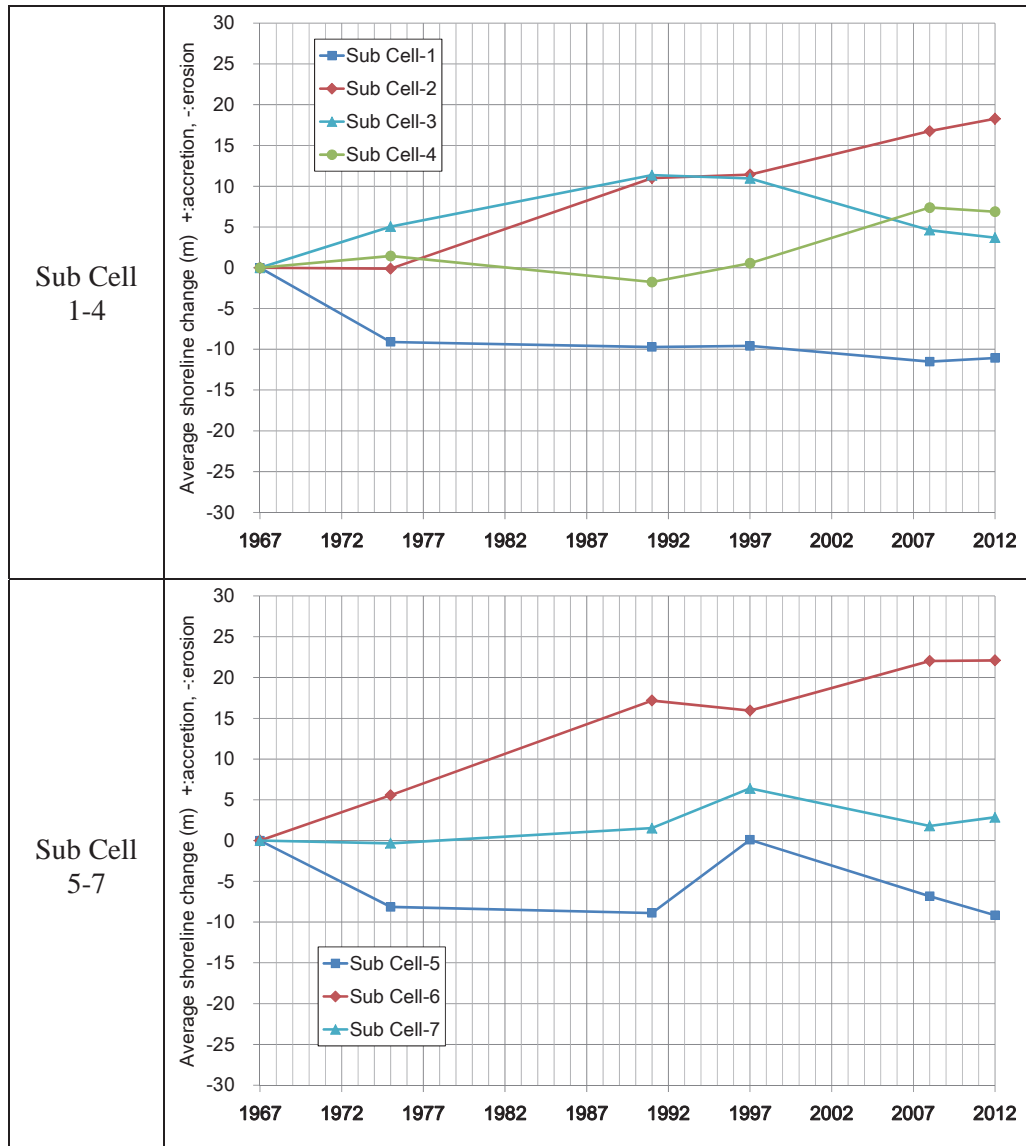 Sub Cell
1-4
Average shoreline change (m) +:accretion, -:erosion
30
25
20
15
10
5
0
-5
-10
-15
-20
-25
-30
Sub Cell-1
Sub Cell-2
Sub Cell-3
Sub Cell-4
1967 1972 1977 1982 1987 1992 1997 2002 2007 2012
Sub Cell
5-7
Average shoreline change (m) +:accretion, -:erosion
30
25
20
15
10
5
0
-5
-10
-15
-20
-25
-30
Sub Cell-5
Sub Cell-6
Sub Cell-7
1967 1972 1977 1982 1987 1992 1997 2002 2007 2012